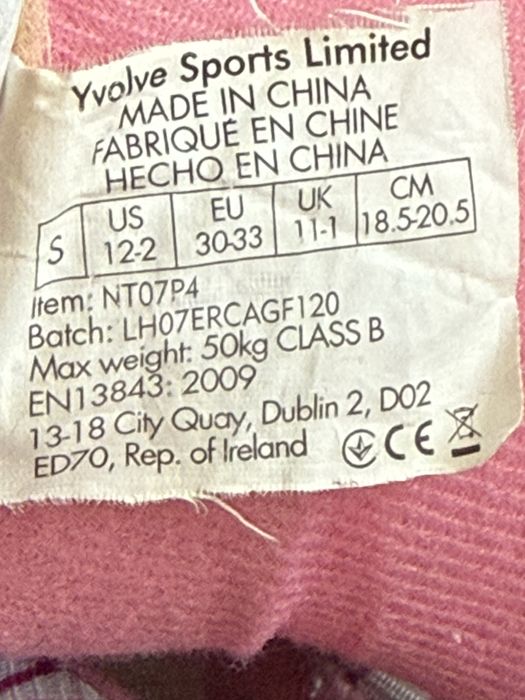 Yvolve Sports Limited
MADE IN CHINA
FABRIQUÉ EN CHINE
HECHO EN CHINA
S US EU UK CM
12-2 30-33 11-1 18.5-20.5
Item: NT07P4
Batch: LH07ERCAGF120
Max weight: 50kg CLASS B
EN13843: 2009
13-18 City Quay, Dublin 2, D02
ED70, Rep. of Ireland CE